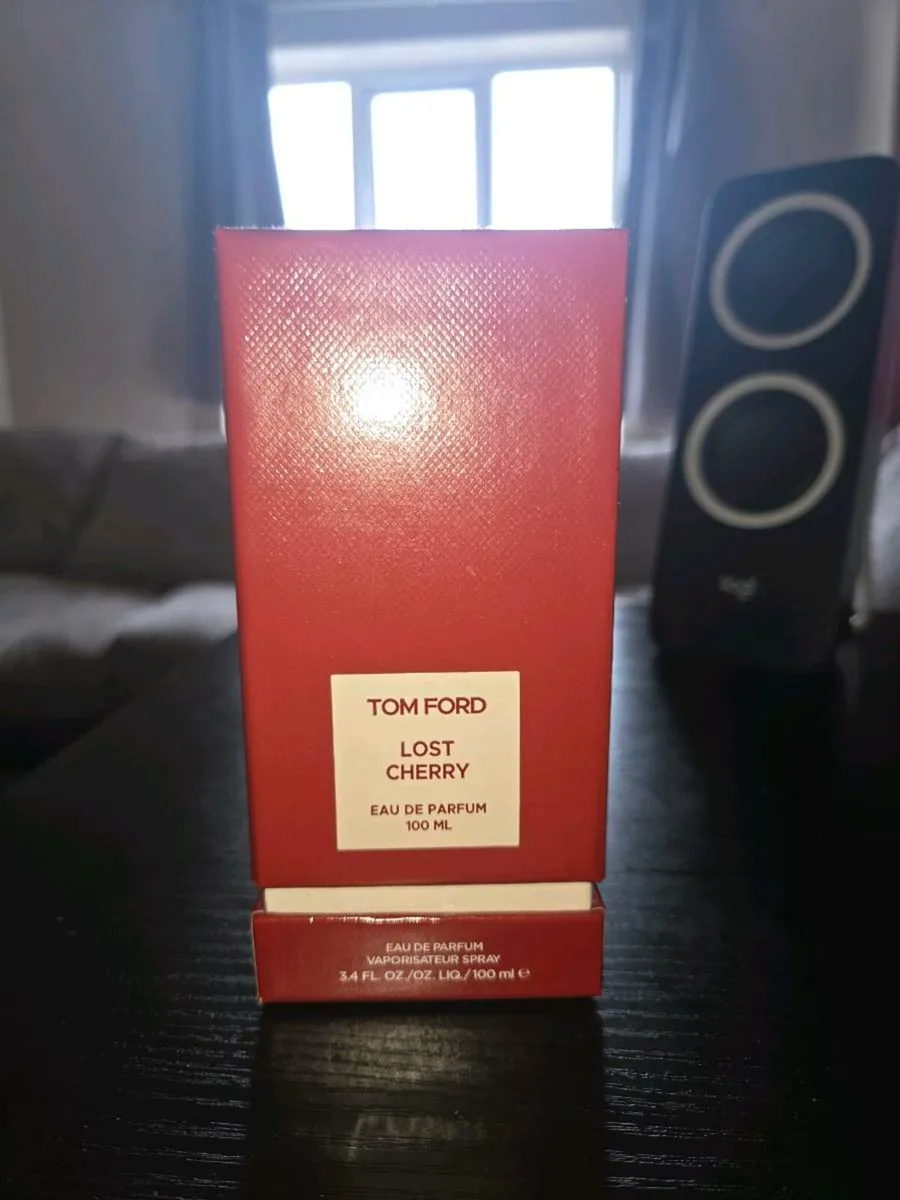 TOM FORD
LOST
CHERRY
EAU DE PARFUM
100 ML
EAU DE PARFUM
VAPORISATEUR SPRAY
3.4 FL. OZ./OZ. LIQ./100 ml ℮
logi